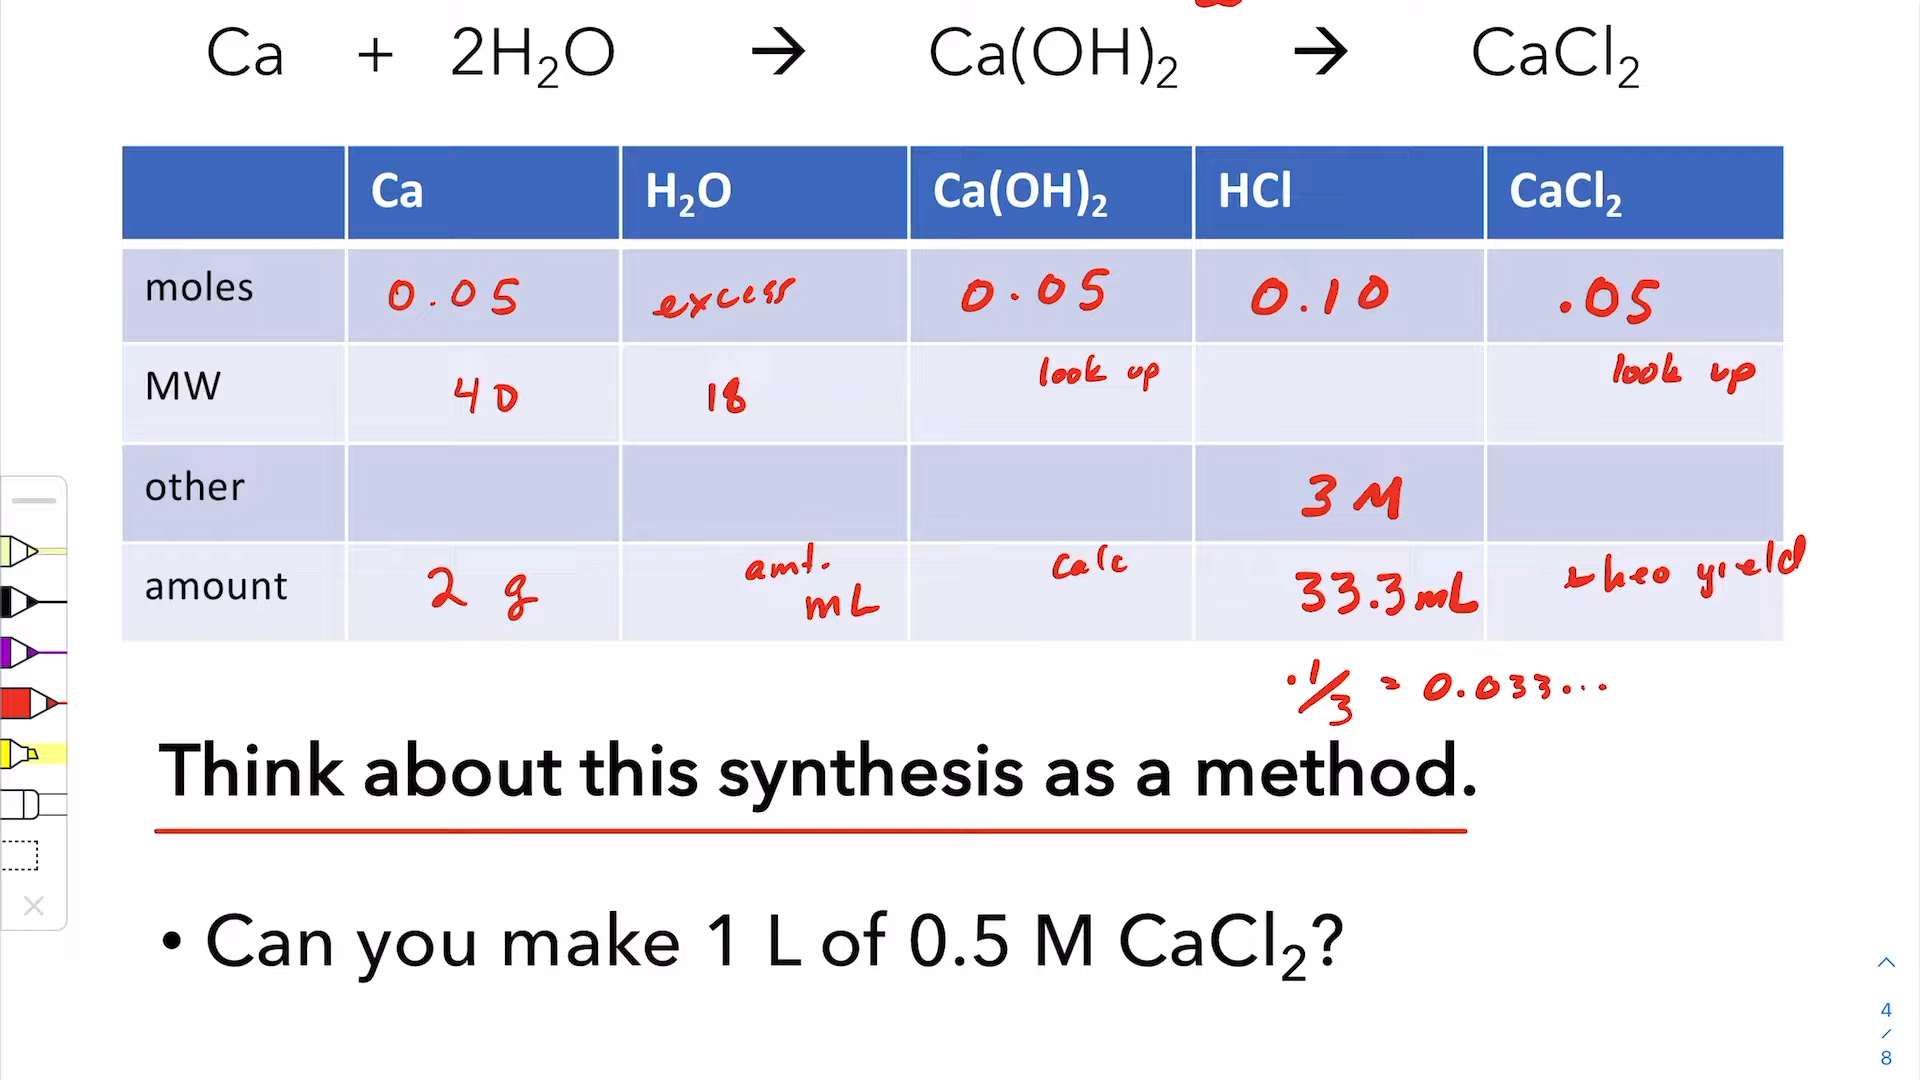 Ca + 2H₂O → Ca(OH)₂ → CaCl₂
Ca H₂O Ca(OH)₂ HCl CaCl₂
moles 0.05 excess 0.05 0.10 .05
MW 40 18 look up look up
other 3 M
amount 2 g amt. mL calc 33.3 mL theo yield
.1/3 = 0.033...
Think about this synthesis as a method.
• Can you make 1 L of 0.5 M CaCl₂?
4
/
8